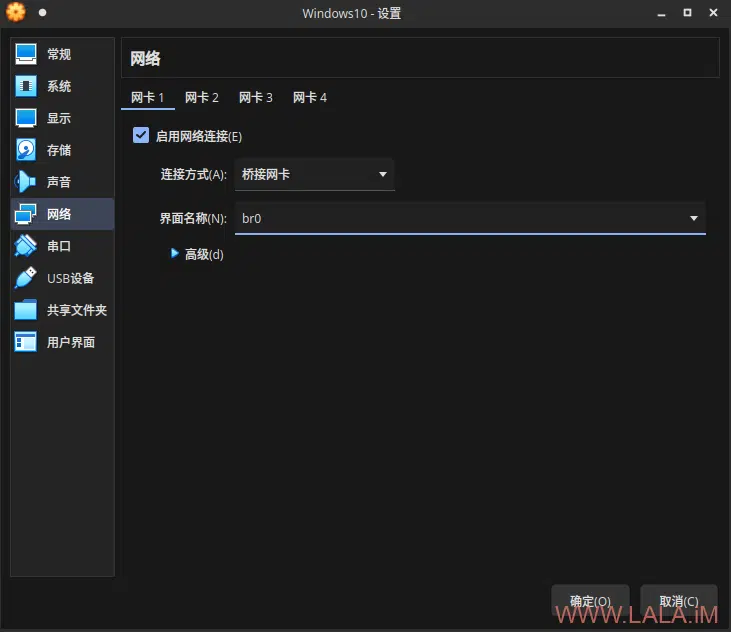 Windows10 - 设置
常规
系统
显示
存储
声音
网络
串口
USB设备
共享文件夹
用户界面
网络
网卡 1 网卡 2 网卡 3 网卡 4
启用网络连接(E)
连接方式(A): 桥接网卡
界面名称(N): br0
高级(d)
确定(O) 取消(C)
WWW.LALA.IM